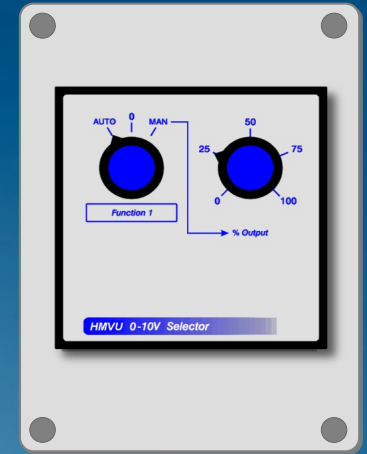 AUTO 0 MAN
Function 1
50
25 75
0 100
% Output
HMVU 0-10V Selector